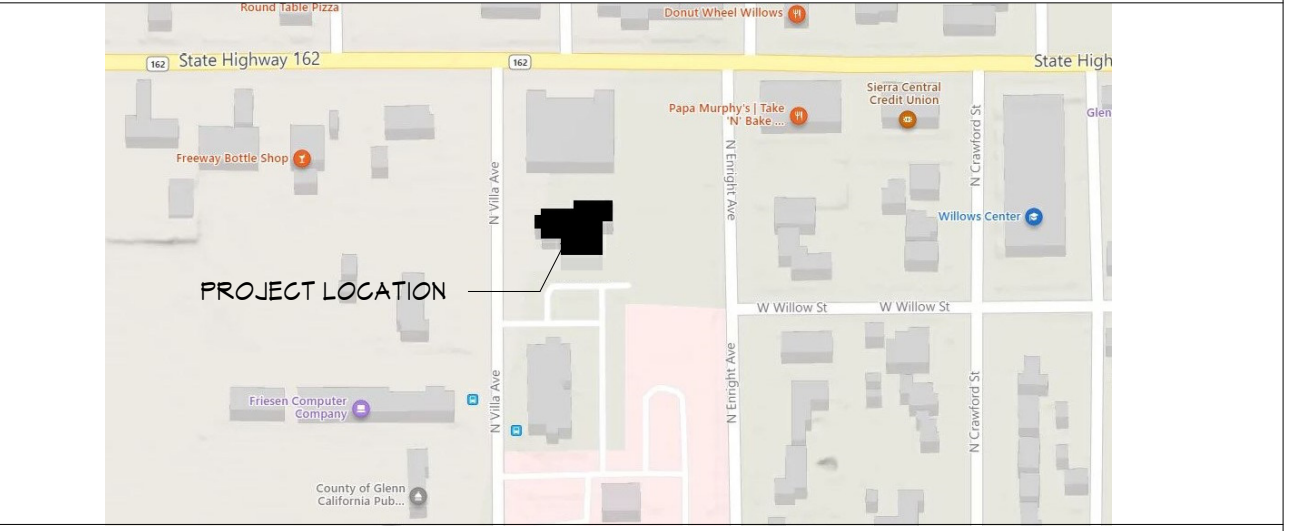 Round Table Pizza
Donut Wheel Willows
162
State Highway 162
162
State High
Sierra Central
Credit Union
Papa Murphy's | Take
'N' Bake ...
Glen
Freeway Bottle Shop
N Villa Ave
N Enright Ave
N Crawford St
Willows Center
PROJECT LOCATION
W Willow St
W Willow St
N Villa Ave
N Enright Ave
N Crawford St
Friesen Computer
Company
County of Glenn
California Pub...